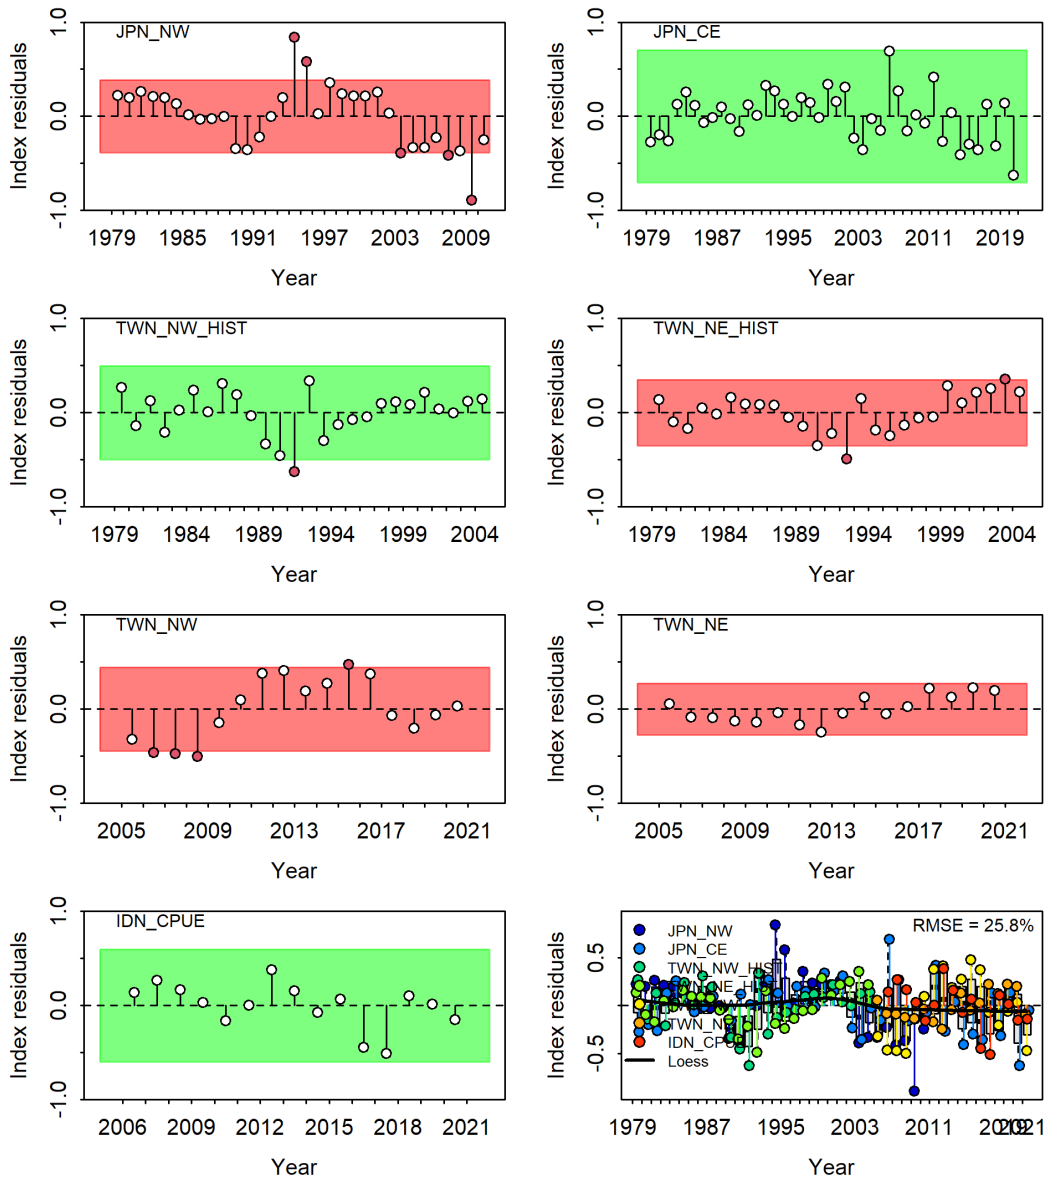 JPN_NW
1.0
0.0
-1.0
Index residuals
1979 1985 1991 1997 2003 2009
Year
JPN_CE
1.0
0.0
-1.0
Index residuals
1979 1987 1995 2003 2011 2019
Year
TWN_NW_HIST
1.0
0.0
-1.0
Index residuals
1979 1984 1989 1994 1999 2004
Year
TWN_NE_HIST
1.0
0.0
-1.0
Index residuals
1979 1984 1989 1994 1999 2004
Year
TWN_NW
1.0
0.0
-1.0
Index residuals
2005 2009 2013 2017 2021
Year
TWN_NE
1.0
0.0
-1.0
Index residuals
2005 2009 2013 2017 2021
Year
IDN_CPUE
1.0
0.0
-1.0
Index residuals
2006 2009 2012 2015 2018 2021
Year
RMSE = 25.8%
JPN_NW
JPN_CE
TWN_NW_HIST
IDN_CPUE
Loess
0.5
-0.5
Index residuals
1979 1987 1995 2003 2011 2019 2021
Year